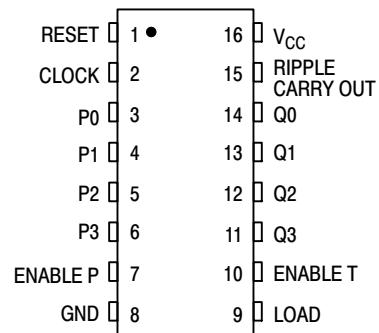 RESET 1 16 VCC
CLOCK 2 15 RIPPLE
CARRY OUT
P0 3 14 Q0
P1 4 13 Q1
P2 5 12 Q2
P3 6 11 Q3
ENABLE P 7 10 ENABLE T
GND 8 9 LOAD